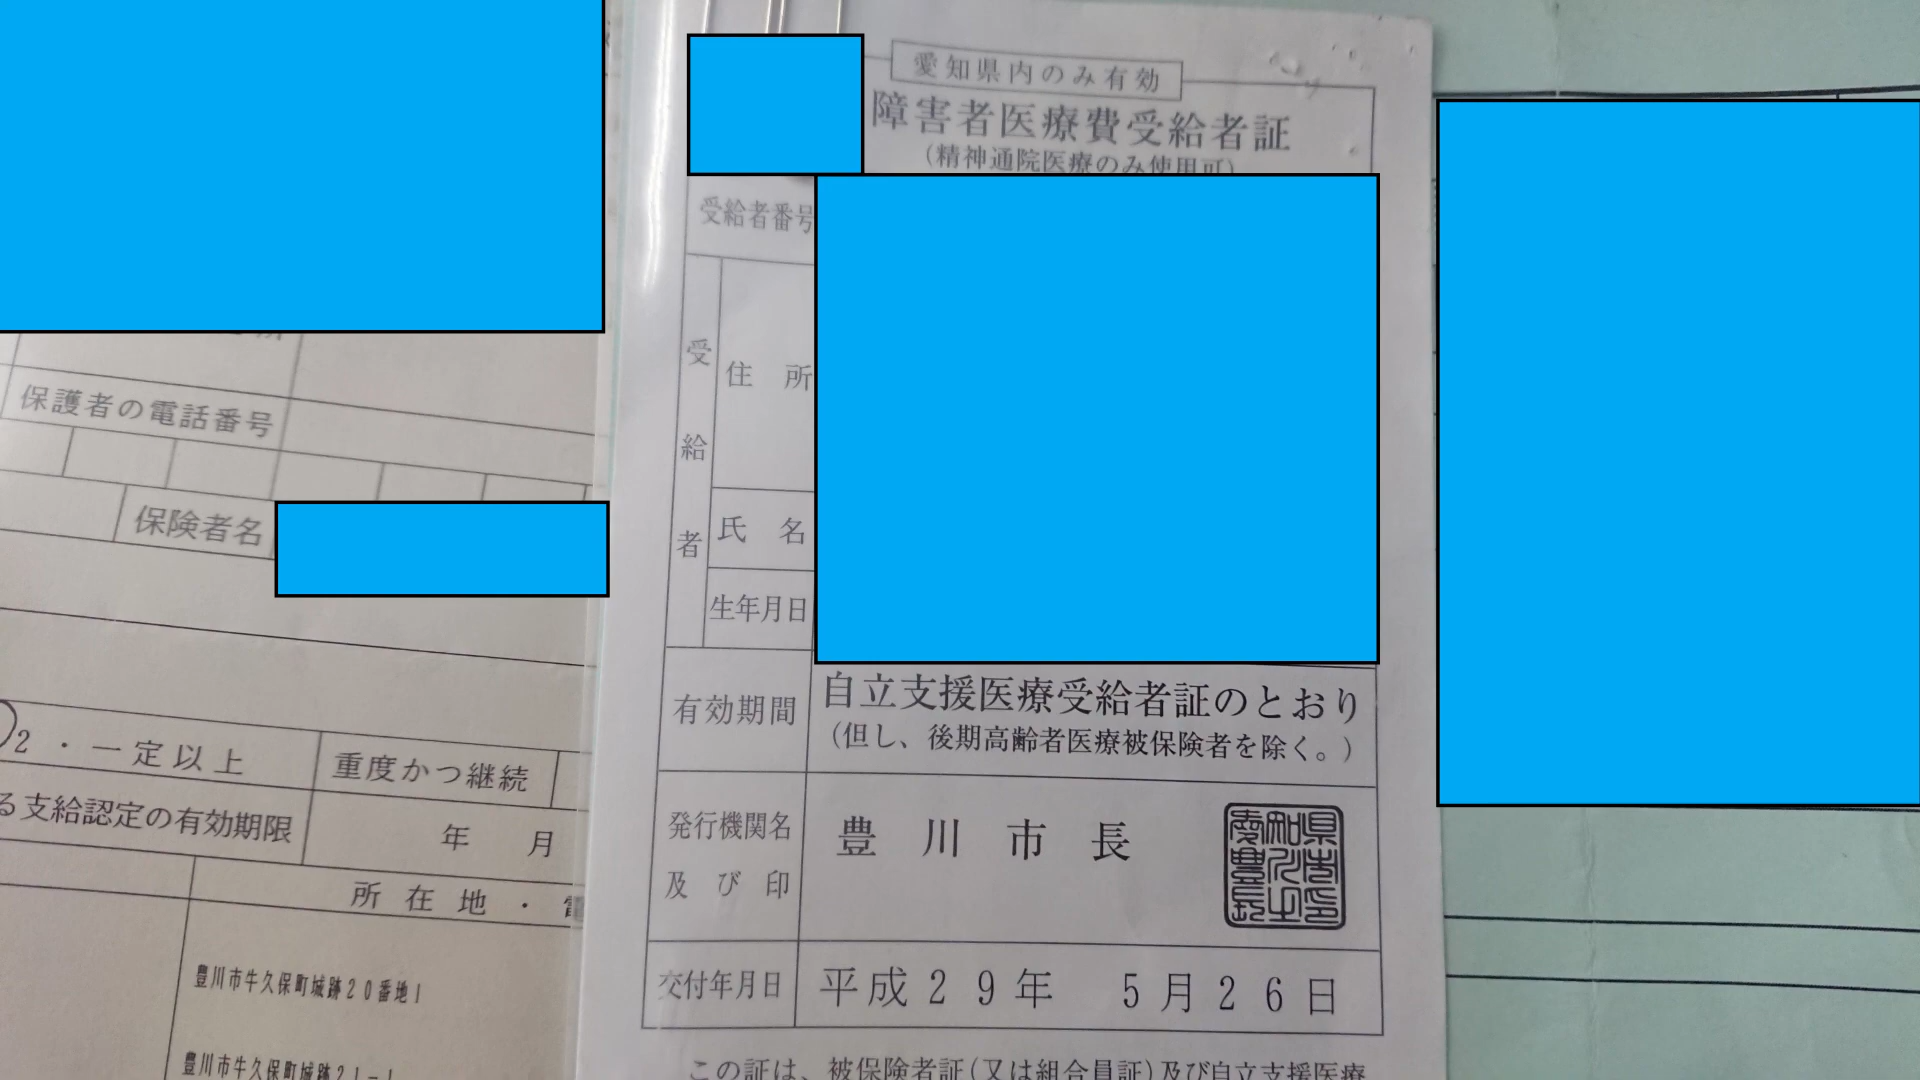 保護者の電話番号
保険者名
2・一定以上
重度かつ継続
る支給認定の有効期限
年 月
所在地・電
豊川市牛久保町城跡20番地1
豊川市牛久保町城跡21-1
愛知県内のみ有効
障害者医療費受給者証
(精神通院医療のみ使用可)
受給者番号
受給者
住所
氏名
生年月日
有効期間
自立支援医療受給者証のとおり
(但し、後期高齢者医療被保険者を除く。)
発行機関名
及び印
豊川市長
愛知県豊川市長之印
交付年月日
平成29年 5月26日
この証は、被保険者証(又は組合員証)及び自立支援医療